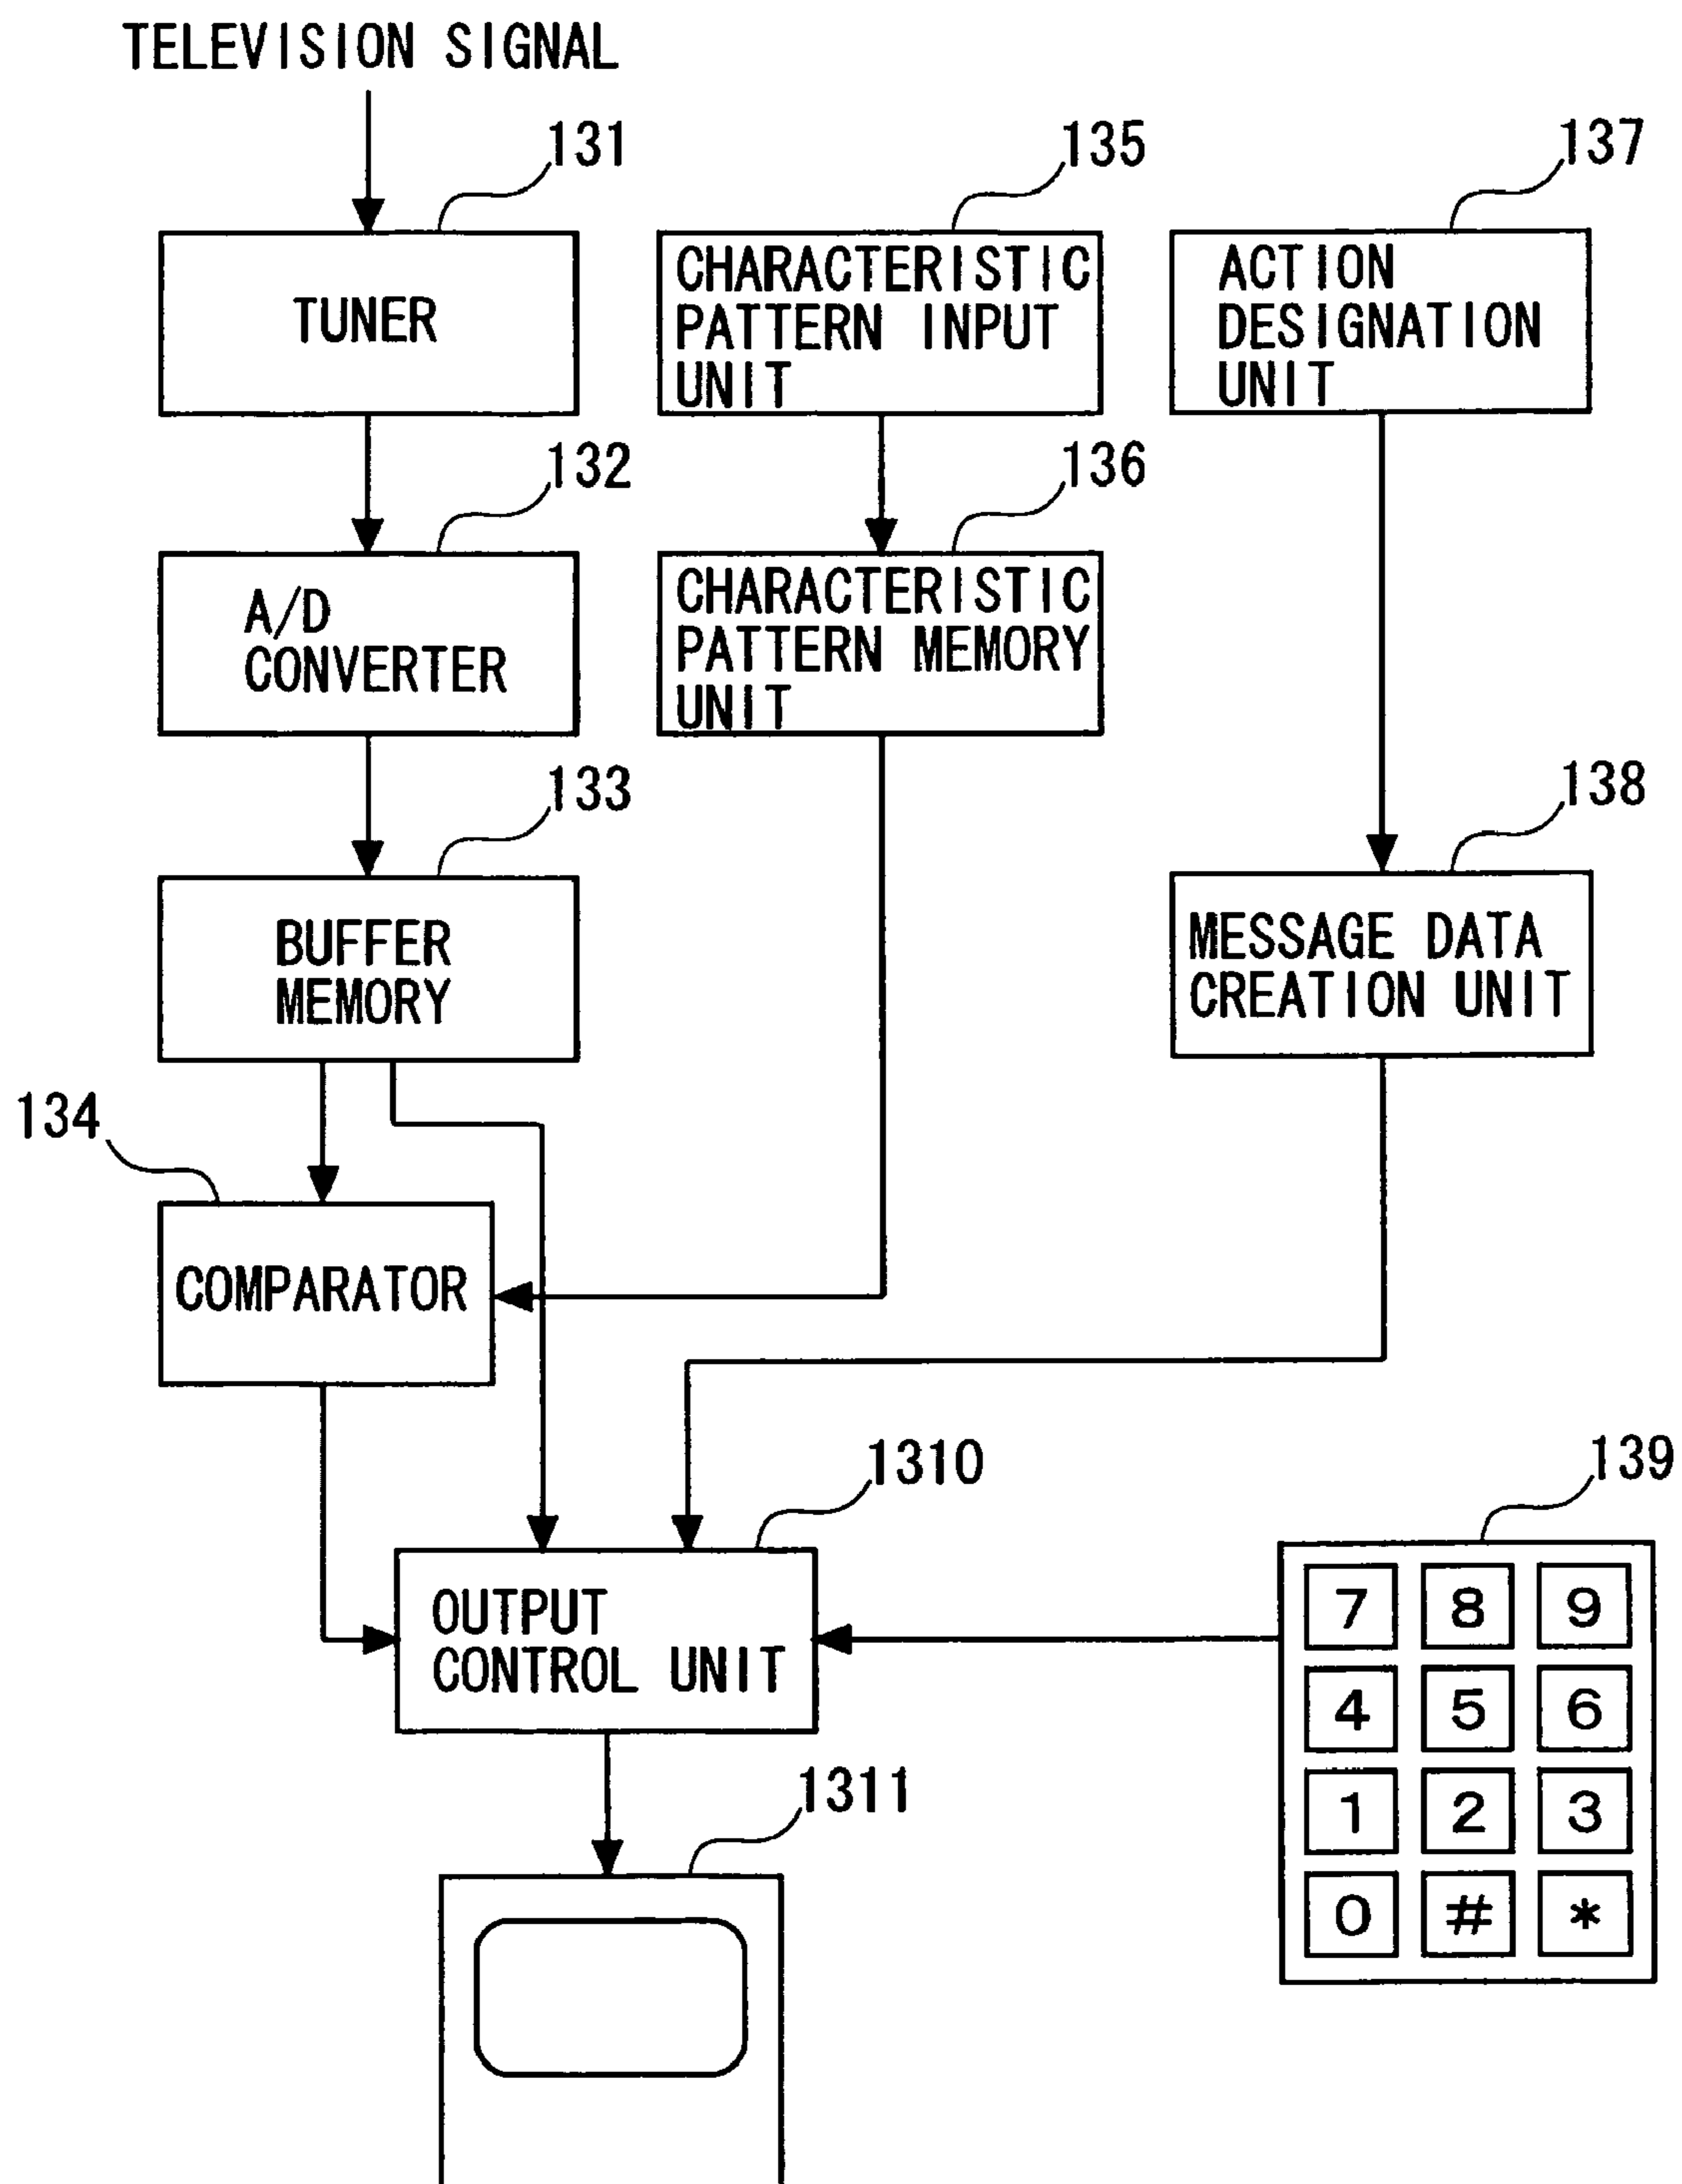 TELEVISION SIGNAL
131
135
137
TUNER
CHARACTERISTIC
PATTERN INPUT
UNIT
ACTION
DESIGNATION
UNIT
132
136
A/D
CONVERTER
CHARACTERISTIC
PATTERN MEMORY
UNIT
133
138
BUFFER
MEMORY
MESSAGE DATA
CREATION UNIT
134
COMPARATOR
1310
139
OUTPUT
CONTROL UNIT
7 8 9
4 5 6
1 2 3
0 # *
1311